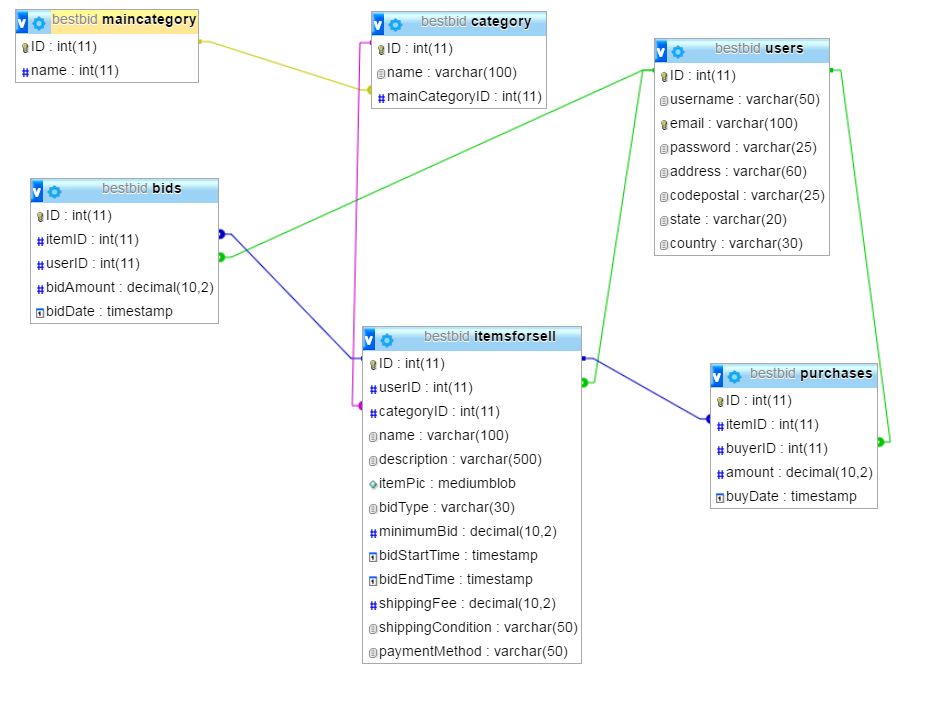 v bestbid maincategory
ID : int(11)
name : int(11)
v bestbid category
ID : int(11)
name : varchar(100)
mainCategoryID : int(11)
v bestbid users
ID : int(11)
username : varchar(50)
email : varchar(100)
password : varchar(25)
address : varchar(60)
codepostal : varchar(25)
state : varchar(20)
country : varchar(30)
v bestbid bids
ID : int(11)
itemID : int(11)
userID : int(11)
bidAmount : decimal(10,2)
bidDate : timestamp
v bestbid itemsforsell
ID : int(11)
userID : int(11)
categoryID : int(11)
name : varchar(100)
description : varchar(500)
itemPic : mediumblob
bidType : varchar(30)
minimumBid : decimal(10,2)
bidStartTime : timestamp
bidEndTime : timestamp
shippingFee : decimal(10,2)
shippingCondition : varchar(50)
paymentMethod : varchar(50)
v bestbid purchases
ID : int(11)
itemID : int(11)
buyerID : int(11)
amount : decimal(10,2)
buyDate : timestamp